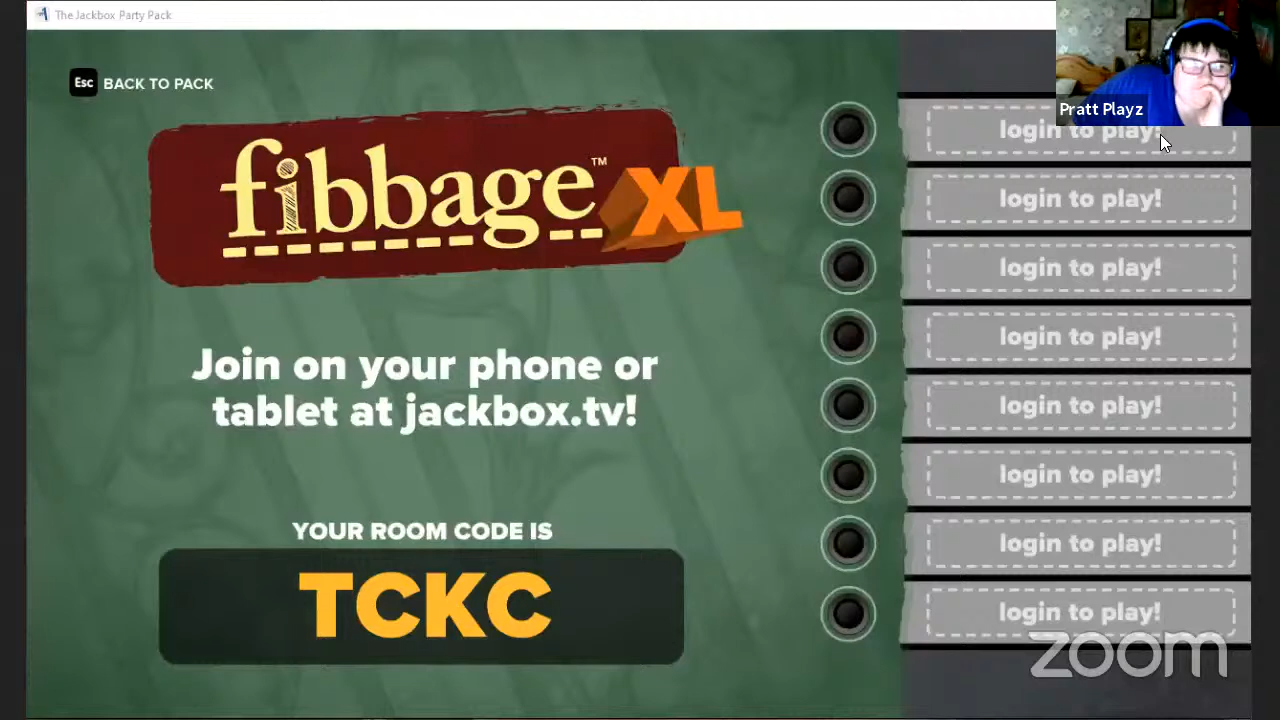 The Jackbox Party Pack
Esc BACK TO PACK
Pratt Playz
fibbage™ XL
login to play!
login to play!
login to play!
login to play!
login to play!
login to play!
login to play!
login to play!
Join on your phone or
tablet at jackbox.tv!
YOUR ROOM CODE IS
TCKC
zoom